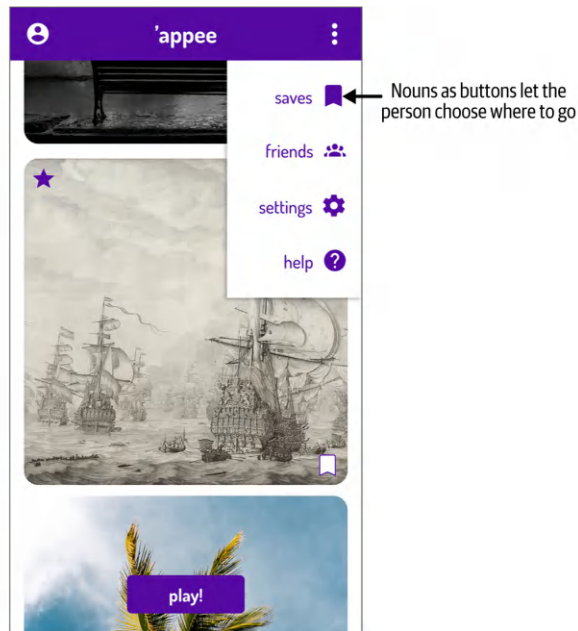 'appee
saves
Nouns as buttons let the
person choose where to go
friends
settings
help
play!